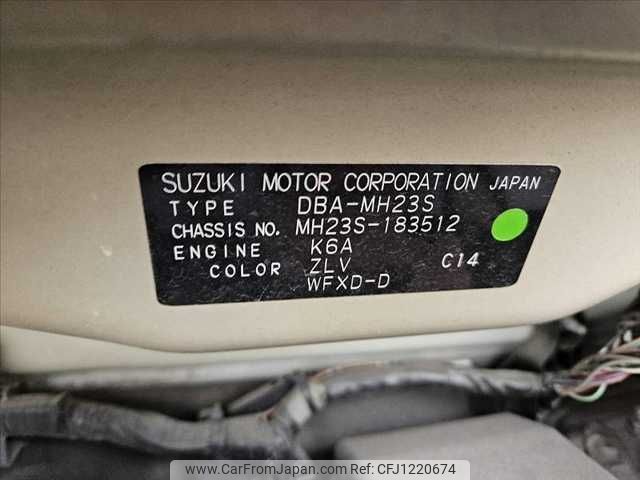 SUZUKI MOTOR CORPORATION JAPAN
TYPE DBA-MH23S
CHASSIS NO. MH23S-183512
ENGINE K6A
COLOR ZLV C14
WFXD-D
www.CarFromJapan.com - CFJ1220674